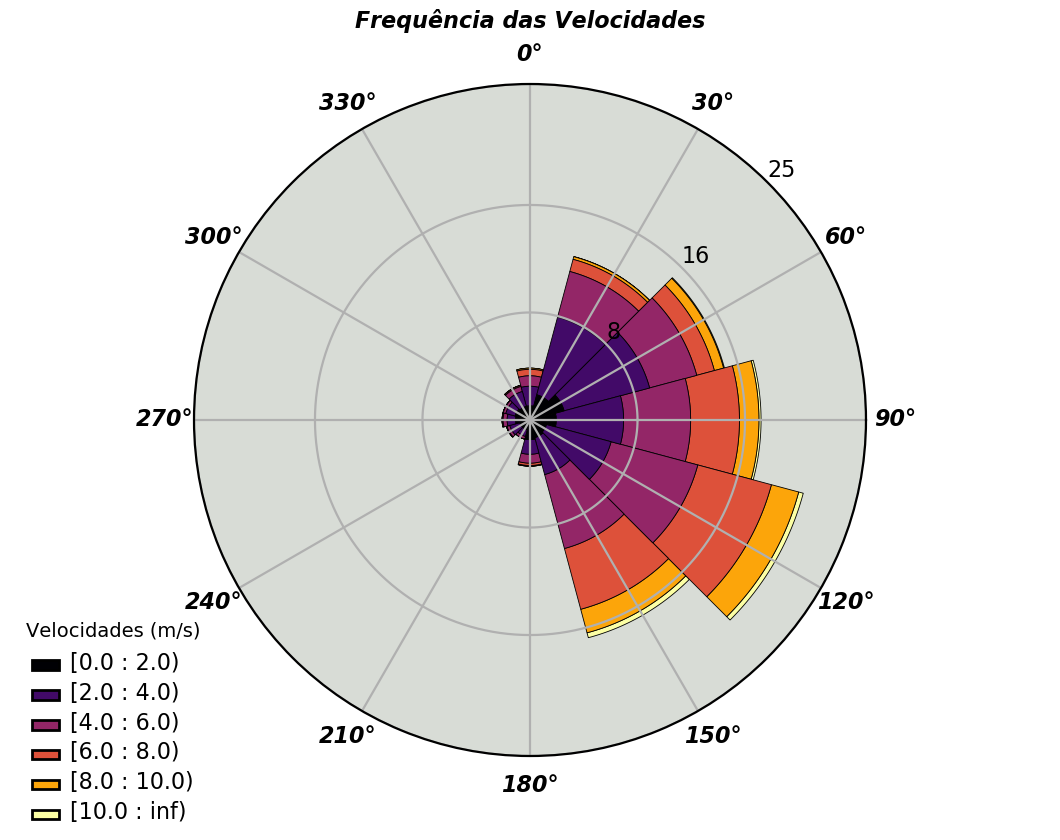 Frequência das Velocidades
0°
30°
60°
90°
120°
150°
180°
210°
240°
270°
300°
330°
8
16
25
Velocidades (m/s)
[0.0 : 2.0)
[2.0 : 4.0)
[4.0 : 6.0)
[6.0 : 8.0)
[8.0 : 10.0)
[10.0 : inf)